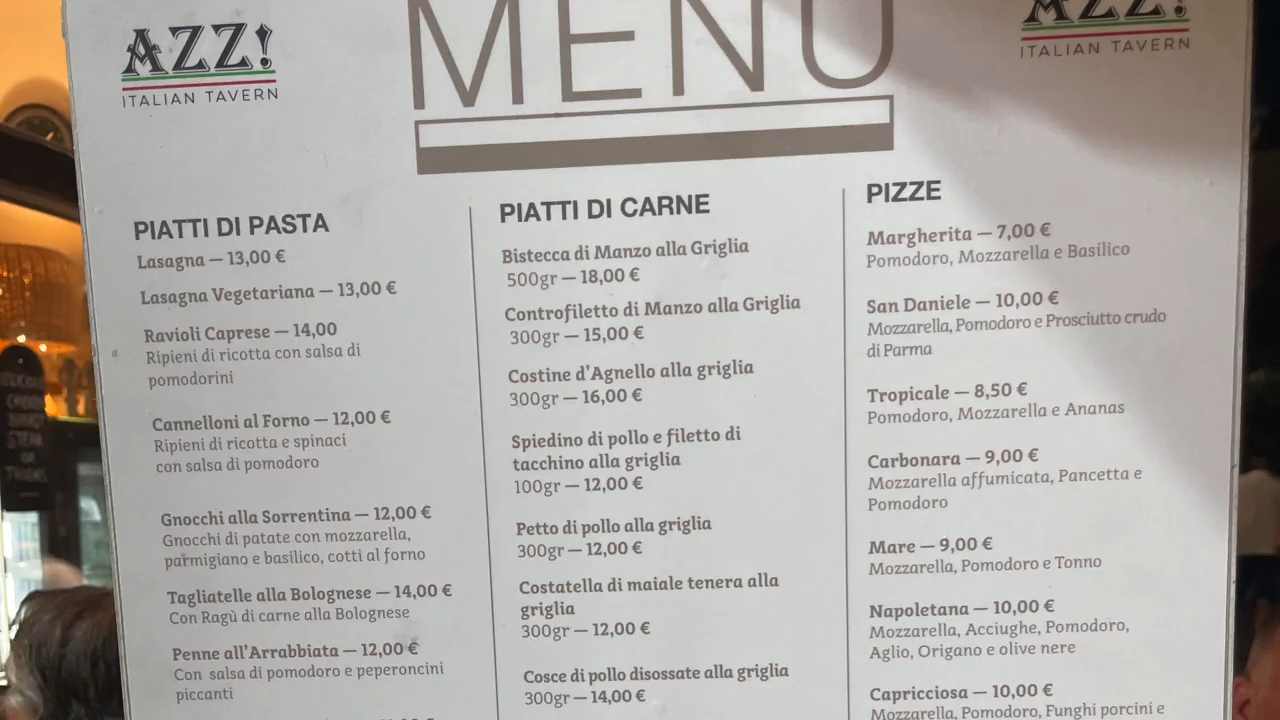 AZZ!
ITALIAN TAVERN
MENU
AZZ!
ITALIAN TAVERN
PIATTI DI PASTA
Lasagna — 13,00 €
Lasagna Vegetariana — 13,00 €
Ravioli Caprese — 14,00
Ripieni di ricotta con salsa di
pomodorini
Cannelloni al Forno — 12,00 €
Ripieni di ricotta e spinaci
con salsa di pomodoro
Gnocchi alla Sorrentina — 12,00 €
Gnocchi di patate con mozzarella,
parmigiano e basilico, cotti al forno
Tagliatelle alla Bolognese — 14,00 €
Con Ragù di carne alla Bolognese
Penne all'Arrabbiata — 12,00 €
Con salsa di pomodoro e peperoncini
piccanti
PIATTI DI CARNE
Bistecca di Manzo alla Griglia
500gr — 18,00 €
Controfiletto di Manzo alla Griglia
300gr — 15,00 €
Costine d'Agnello alla griglia
300gr — 16,00 €
Spiedino di pollo e filetto di
tacchino alla griglia
100gr — 12,00 €
Petto di pollo alla griglia
300gr — 12,00 €
Costatella di maiale tenera alla
griglia
300gr — 12,00 €
Cosce di pollo disossate alla griglia
300gr — 14,00 €
PIZZE
Margherita — 7,00 €
Pomodoro, Mozzarella e Basilico
San Daniele — 10,00 €
Mozzarella, Pomodoro e Prosciutto crudo
di Parma
Tropicale — 8,50 €
Pomodoro, Mozzarella e Ananas
Carbonara — 9,00 €
Mozzarella affumicata, Pancetta e
Pomodoro
Mare — 9,00 €
Mozzarella, Pomodoro e Tonno
Napoletana — 10,00 €
Mozzarella, Acciughe, Pomodoro,
Aglio, Origano e olive nere
Capricciosa — 10,00 €
Mozzarella, Pomodoro, Funghi porcini e